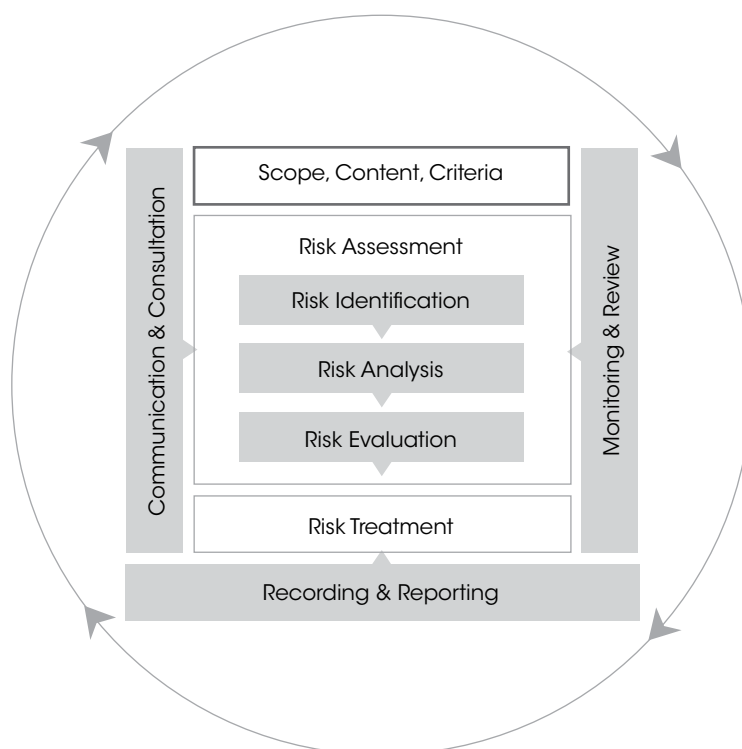 Scope, Content, Criteria
Communication & Consultation
Risk Assessment
Risk Identification
Risk Analysis
Risk Evaluation
Monitoring & Review
Risk Treatment
Recording & Reporting